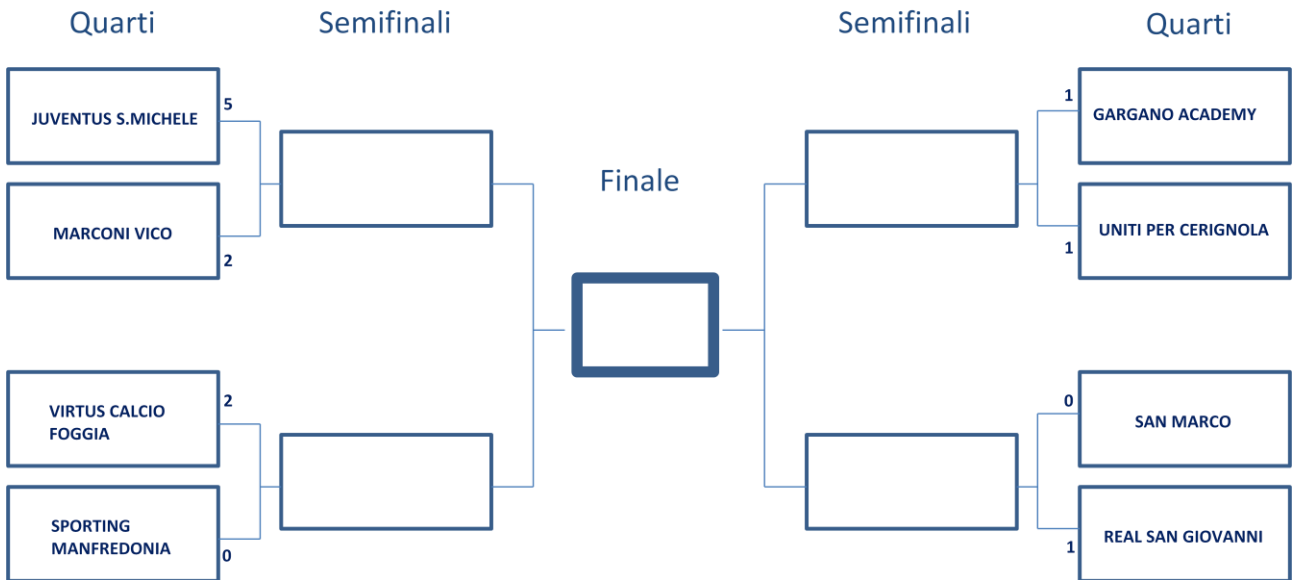 Quarti
Semifinali
Semifinali
Quarti
JUVENTUS S.MICHELE
5
1
GARGANO ACADEMY
Finale
MARCONI VICO
2
1
UNITI PER CERIGNOLA
VIRTUS CALCIO
FOGGIA
2
0
SAN MARCO
SPORTING
MANFREDONIA
0
1
REAL SAN GIOVANNI